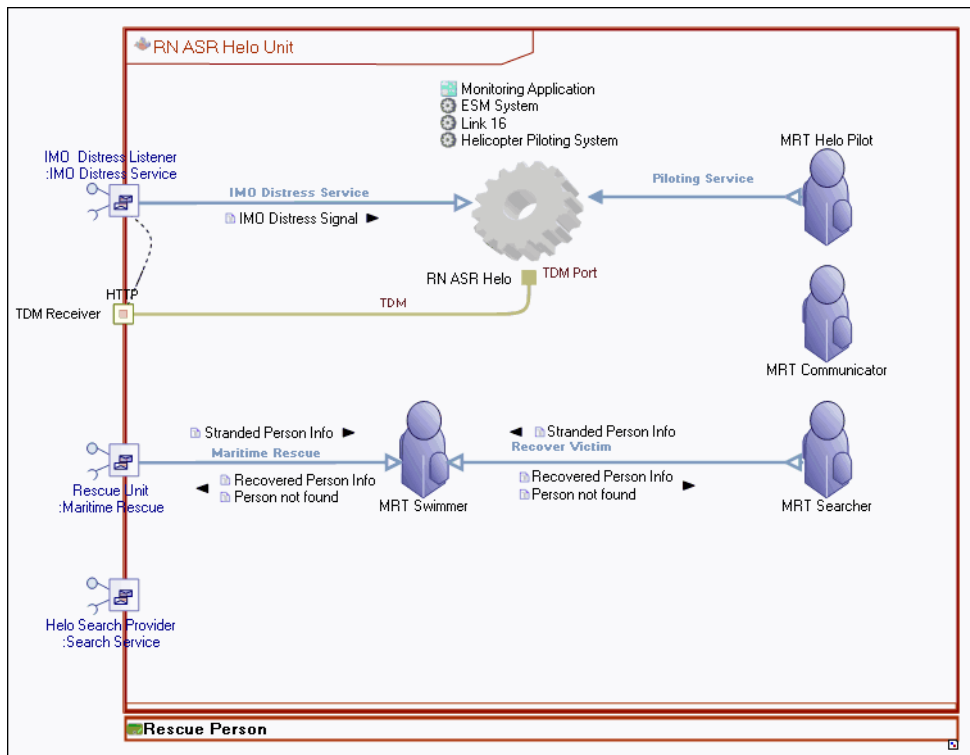 RN ASR Helo Unit
Monitoring Application
ESM System
Link 16
Helicopter Piloting System
MRT Helo Pilot
IMO Distress Listener
:IMO Distress Service
IMO Distress Service
Piloting Service
IMO Distress Signal
RN ASR Helo
TDM Port
HTTP
TDM
TDM Receiver
MRT Communicator
Stranded Person Info
Stranded Person Info
Maritime Rescue
Recover Victim
Recovered Person Info
Person not found
Recovered Person Info
Person not found
Rescue Unit
:Maritime Rescue
MRT Swimmer
MRT Searcher
Helo Search Provider
:Search Service
Rescue Person